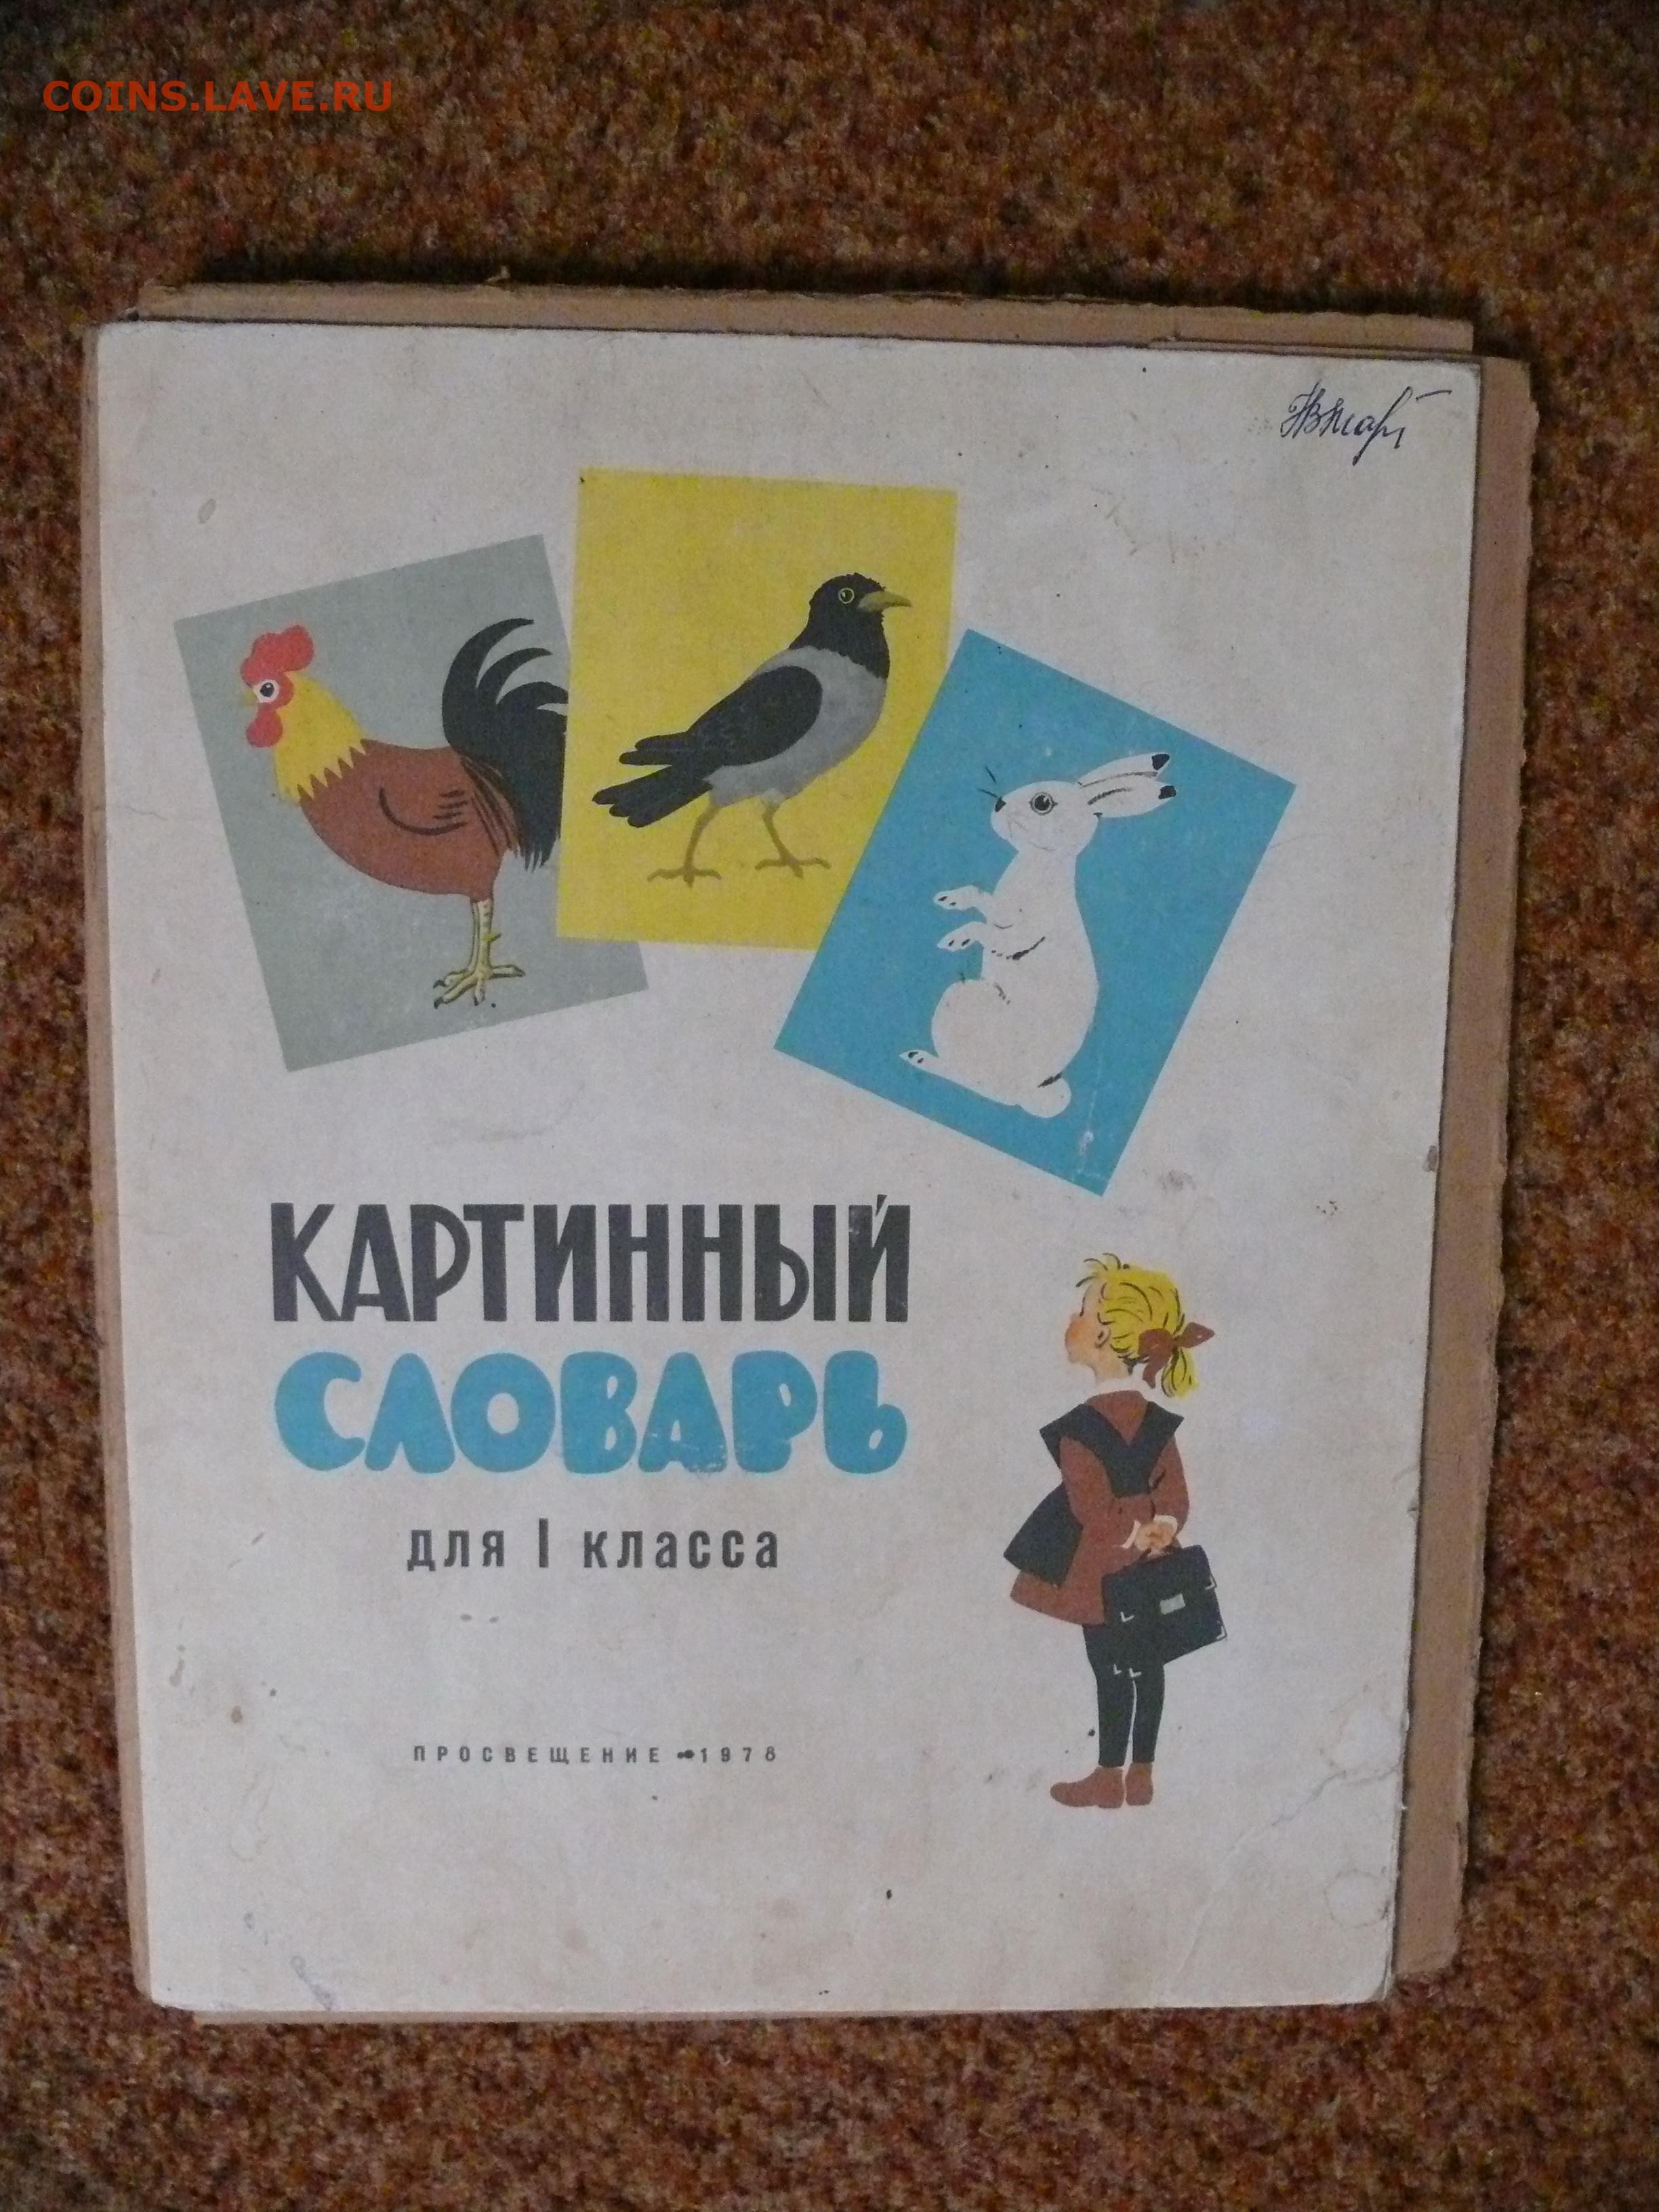 COINS.LAVE.RU
КАРТИННЫЙ
СЛОВАРЬ
для I класса
ПРОСВЕЩЕНИЕ • 1978